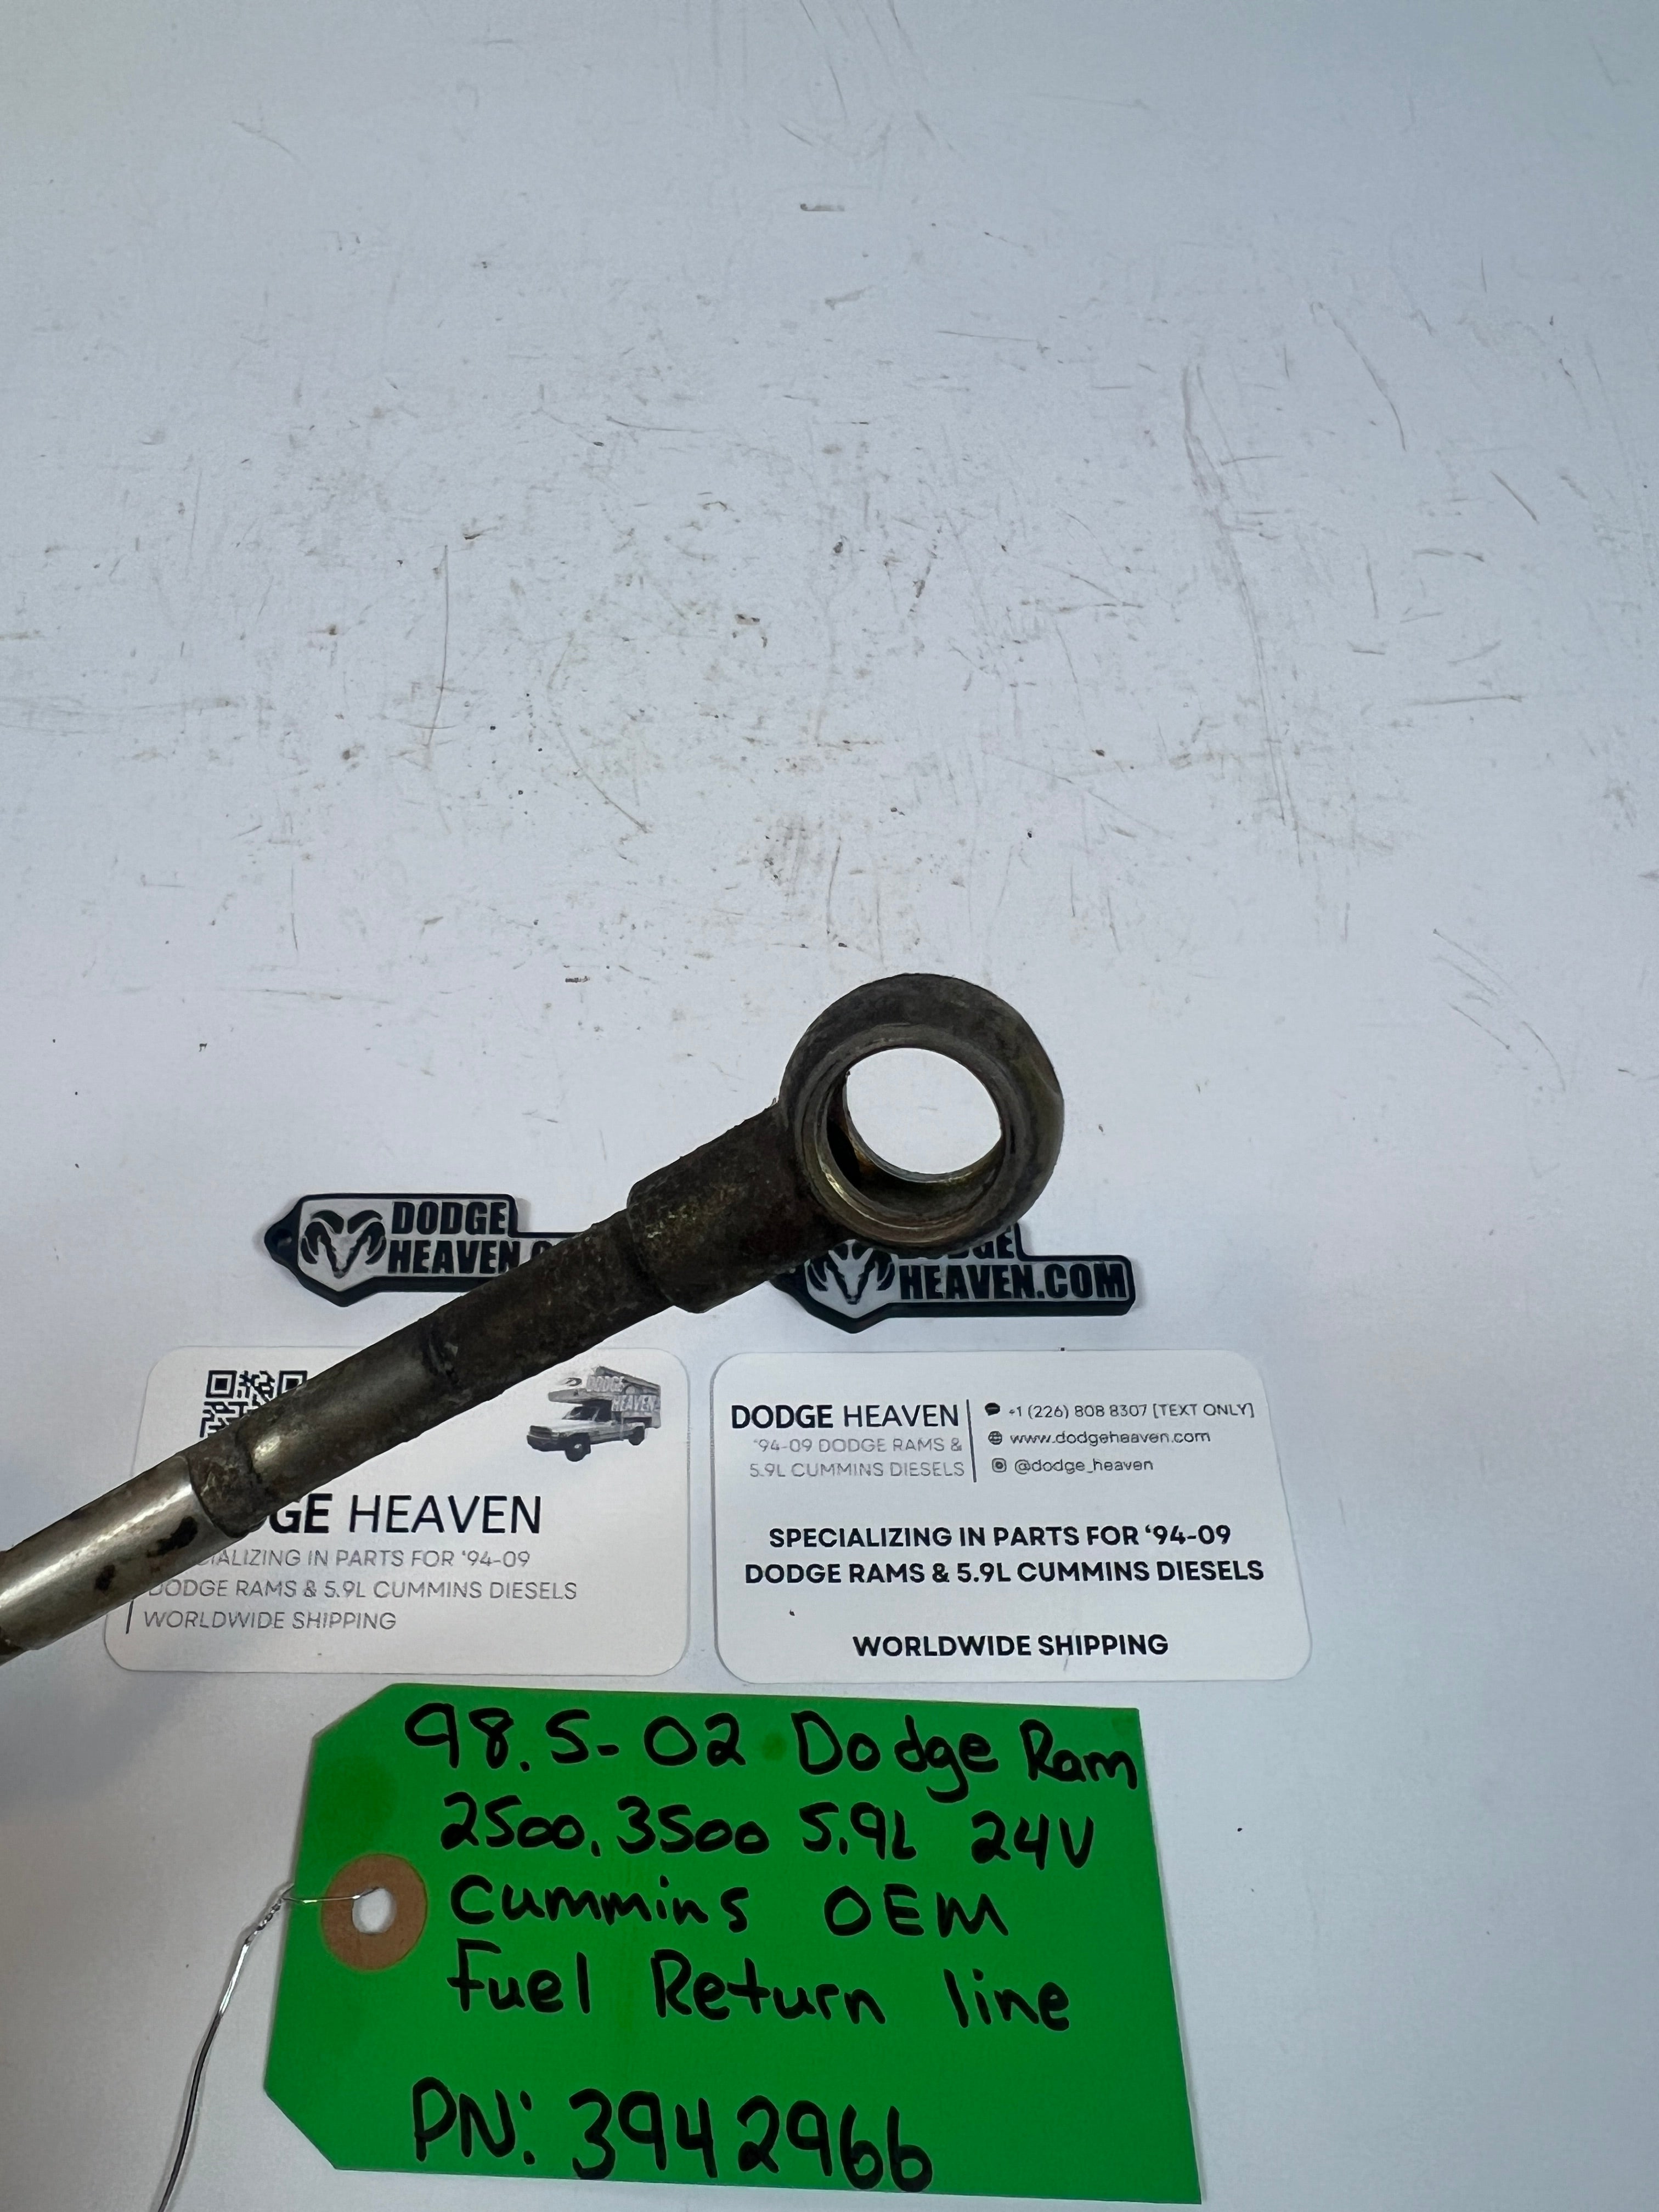 DODGE
HEAVEN
HEAVEN.COM
DODGE
HEAVEN
HEAVEN
SPECIALIZING IN PARTS FOR '94-09
DODGE RAMS & 5.9L CUMMINS DIESELS
WORLDWIDE SHIPPING
DODGE HEAVEN
'94-09 DODGE RAMS &
5.9L CUMMINS DIESELS
+1 (226) 808 8307 [TEXT ONLY]
www.dodgeheaven.com
@dodge_heaven
SPECIALIZING IN PARTS FOR '94-09
DODGE RAMS & 5.9L CUMMINS DIESELS
WORLDWIDE SHIPPING
98.5-02 Dodge Ram
2500, 3500 5.9L 24V
Cummins OEM
Fuel Return line
PN: 3942966